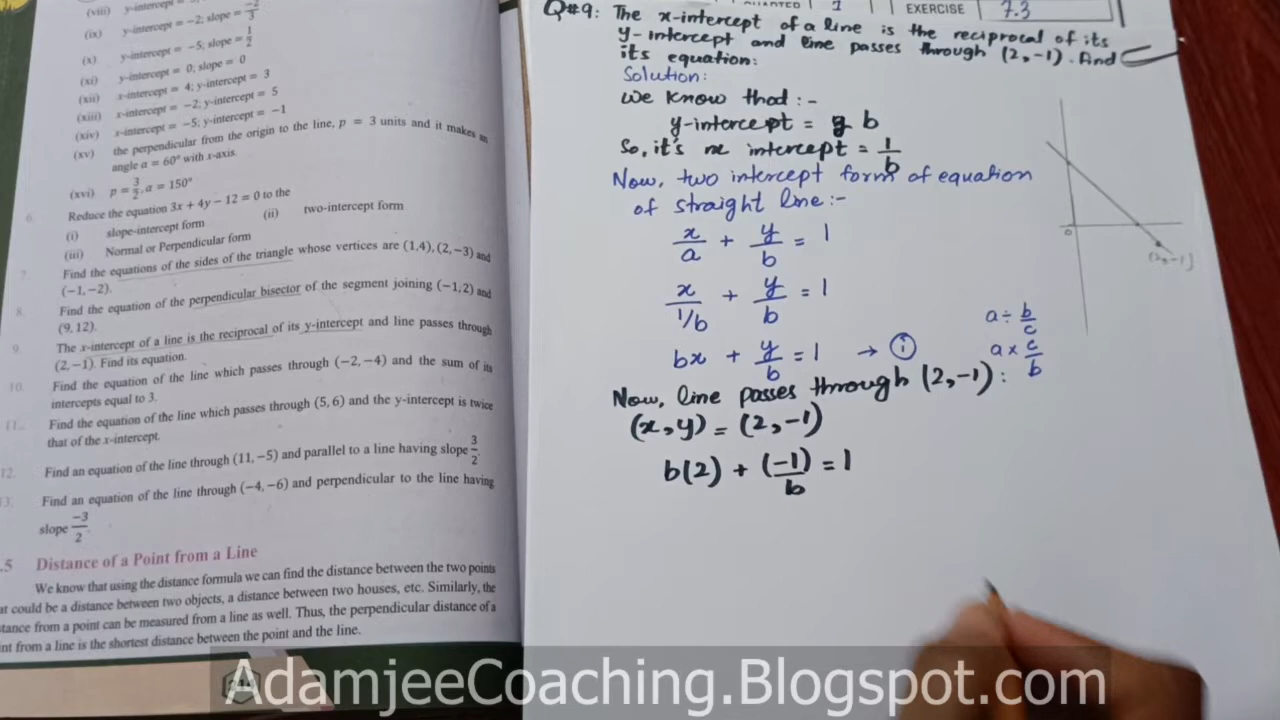 (viii) y-intercept =
(ix) y-intercept = −2; slope = −2/3
(x) y-intercept = −5; slope = 1/2
(xi) y-intercept = 0; slope = 0
(xii) x-intercept = 4; y-intercept = 3
(xiii) x-intercept = −2; y-intercept = 5
(xiv) x-intercept = −5; y-intercept = −1
(xv) the perpendicular from the origin to the line, p = 3 units and it makes an
angle α = 60° with x-axis.
(xvi) p = 3/2, α = 150°
6. Reduce the equation 3x + 4y − 12 = 0 to the
(i) slope-intercept form (ii) two-intercept form
(iii) Normal or Perpendicular form
7. Find the equations of the sides of the triangle whose vertices are (1,4), (2, −3) and
(−1, −2).
8. Find the equation of the perpendicular bisector of the segment joining (−1,2) and
(9, 12).
9. The x-intercept of a line is the reciprocal of its y-intercept and line passes through
(2, −1). Find its equation.
10. Find the equation of the line which passes through (−2, −4) and the sum of its
intercepts equal to 3.
11. Find the equation of the line which passes through (5, 6) and the y-intercept is twice
that of the x-intercept.
12. Find an equation of the line through (11, −5) and parallel to a line having slope 3/2.
13. Find an equation of the line through (−4, −6) and perpendicular to the line having
slope −3/2.
.5 Distance of a Point from a Line
We know that using the distance formula we can find the distance between the two points
at could be a distance between two objects, a distance between two houses, etc. Similarly, the
tance from a point can be measured from a line as well. Thus, the perpendicular distance of a
nt from a line is the shortest distance between the point and the line.
1 EXERCISE 7.3
Q#9: The x-intercept of a line is the reciprocal of its
y-intercept and line passes through (2,-1). Find
its equation:
Solution:
We know that :-
y-intercept = b
So, it's x intercept = 1/b
Now, two intercept form of equation
of straight line:-
x/a + y/b = 1
x/1/b + y/b = 1
a ÷ b/c
a × c/b
bx + y/b = 1 → (i)
Now, line passes through (2,-1):
(x,y) = (2,-1)
b(2) + (-1)/b = 1
0
(2,-1)
AdamjeeCoaching.Blogspot.com